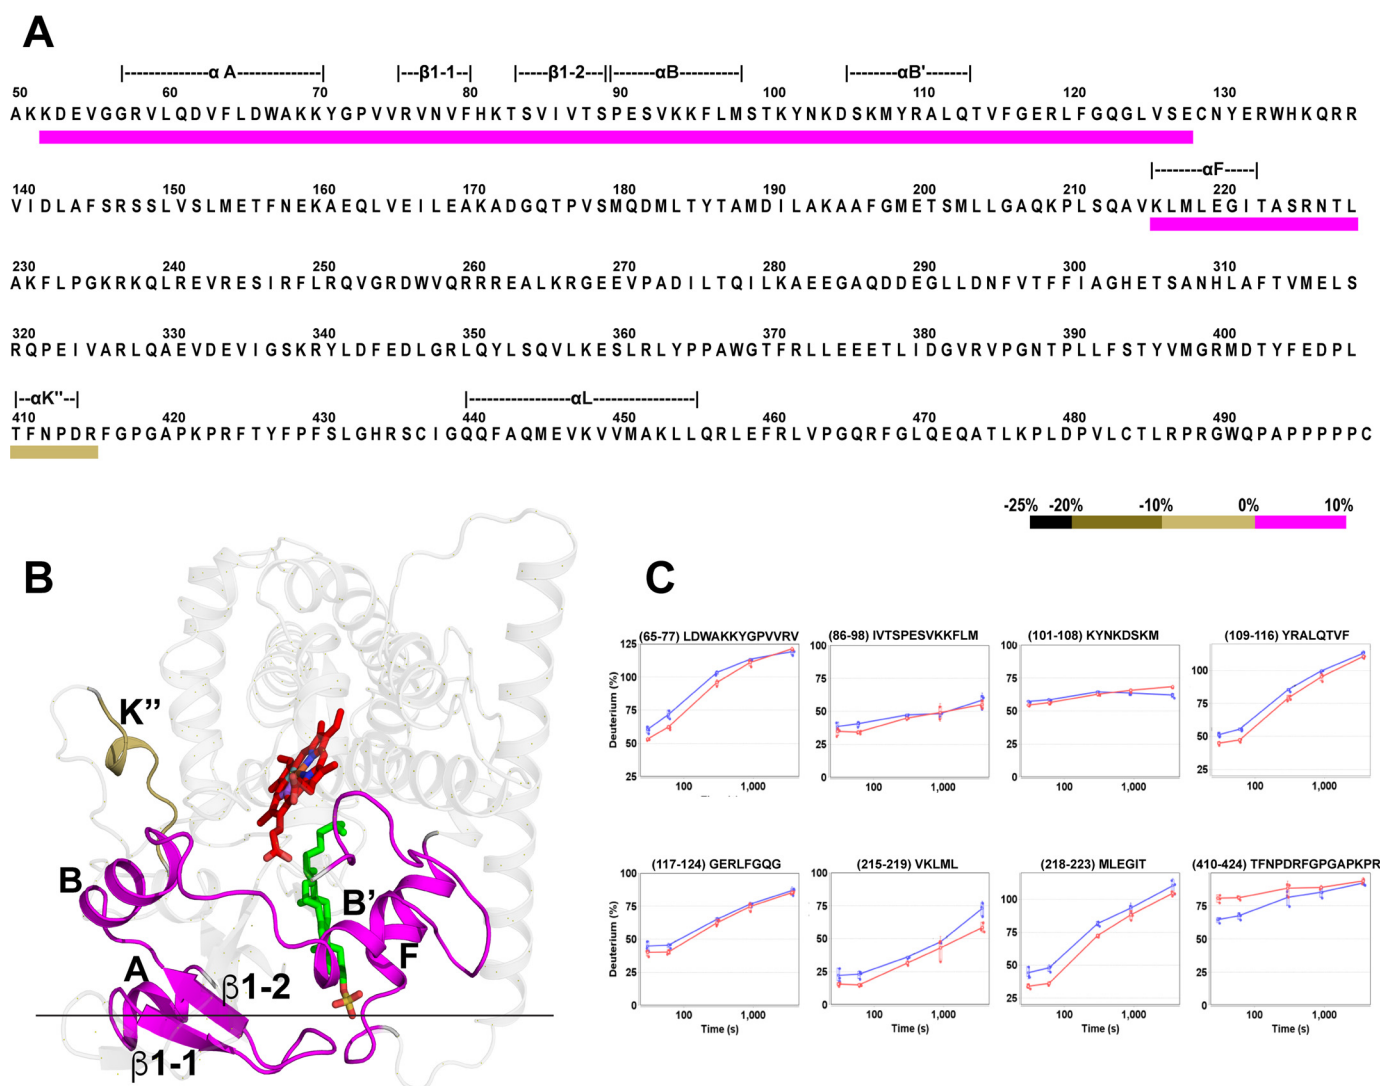 A
|--------------α A-------------| |---β1-1---| |-----β1-2---||-------αB--------| |--------αB'-------|
50 60 70 80 90 100 110 120 130
AKKDEVGGRVLQDVFLDWAKKYGPVVRVNVFHKTSVIVTSPESVKKFLMSTKYNKDSKMYRALQTVFGERLFGQGLVSECNYERWHKQRR
|--------αF-----|
140 150 160 170 180 190 200 210 220
VIDLAFSRSSLVSLMETFNEKAEQLVEILEAKADGQTPVSMQDMLTYTAMDILAKAAFGMETSMLLGAQKPLSQAVKLMLEGITASRNTL
230 240 250 260 270 280 290 300 310
AKFLPGKRKQLREVRESIRFLRQVGRDWVQRRREALKRGEEVPADILTQILKAEEGAQDDEGLLDNFVTFFIAGHETSANHLAFTVMELS
320 330 340 350 360 370 380 390 400
RQPEIVARLQAEVDEVIGSKRYLDFEDLGRLQYLSQVLKESLRLYPPAWGTFRLLEEETLIDGVRVPGNTPLLFSTYVMGRMDTYFEDPL
|--αK"--| |-----------------αL-----------------|
410 420 430 440 450 460 470 480 490
TFNPDRFGPGAPKPRFTYFPFSLGHRSCIGQQFAQMEVKVVMAKLLQRLEFRLVPGQRFGLQEQATLKPLDPVLCTLRPRGWQPAPPPPPC
-25% -20% -10% 0% 10%
B
K”
B
B’
F
A
β1-2
β1-1
C
(65-77) LDWAKKYGPVVRV
125
100
75
50
25
Deuterium (%)
100 1,000
(86-98) IVTSPESVKKFLM
100
75
50
25
0
100 1,000
(101-108) KYNKDSKM
100
75
50
25
0
100 1,000
(109-116) YRALQTVF
100
75
50
25
100 1,000
(117-124) GERLFGQG
100
75
50
25
0
Deuterium (%)
100 1,000
Time (s)
(215-219) VKLML
100
75
50
25
0
100 1,000
Time (s)
(218-223) MLEGIT
100
75
50
25
100 1,000
Time (s)
(410-424) TFNPDRFGPGAPKPR
100
75
50
25
0
100 1,000
Time (s)